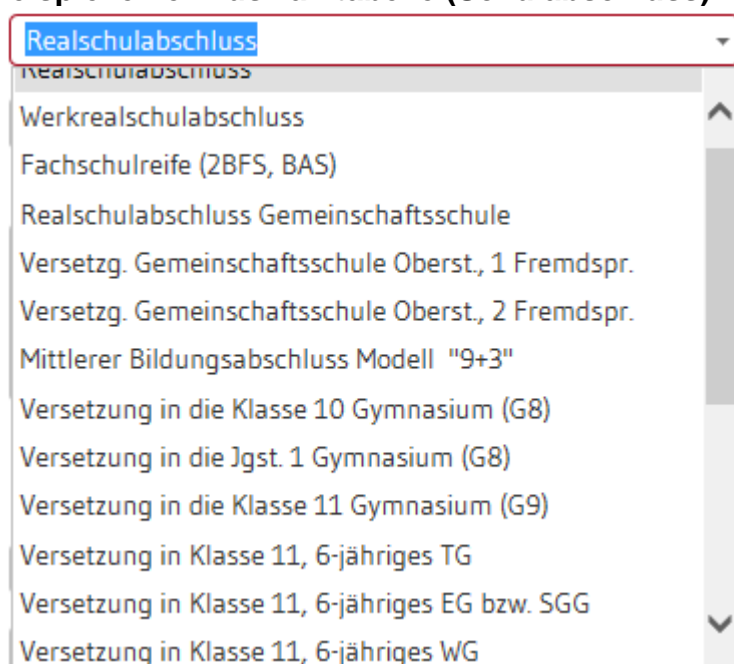 (Schulabschluss)
Realschulabschluss
Realschulabschluss
Werkrealschulabschluss
Fachschulreife (2BFS, BAS)
Realschulabschluss Gemeinschaftsschule
Versetzg. Gemeinschaftsschule Oberst., 1 Fremdspr.
Versetzg. Gemeinschaftsschule Oberst., 2 Fremdspr.
Mittlerer Bildungsabschluss Modell "9+3"
Versetzung in die Klasse 10 Gymnasium (G8)
Versetzung in die Jgst. 1 Gymnasium (G8)
Versetzung in die Klasse 11 Gymnasium (G9)
Versetzung in Klasse 11, 6-jähriges TG
Versetzung in Klasse 11, 6-jähriges EG bzw. SGG
Versetzung in Klasse 11, 6-jähriges WG